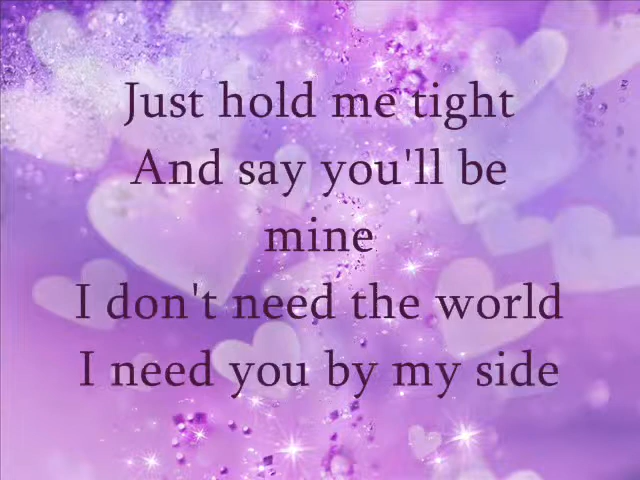 Just hold me tight
And say you'll be
mine
I don't need the world
I need you by my side